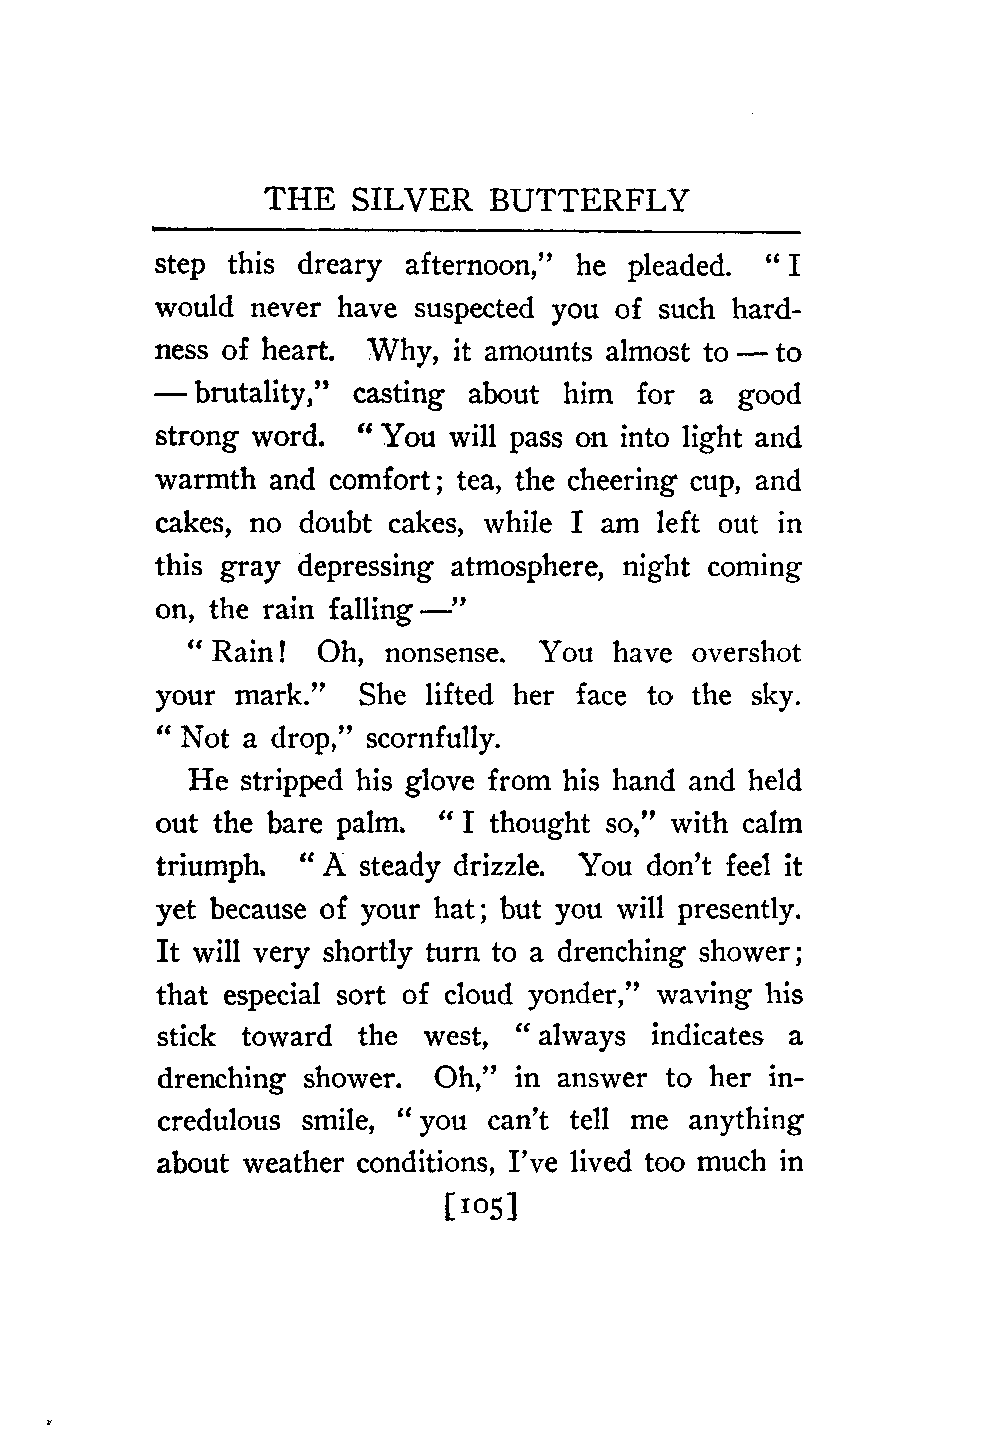 THE SILVER BUTTERFLY
step this dreary afternoon," he pleaded. "I
would never have suspected you of such hard-
ness of heart. Why, it amounts almost to — to
— brutality," casting about him for a good
strong word. "You will pass on into light and
warmth and comfort; tea, the cheering cup, and
cakes, no doubt cakes, while I am left out in
this gray depressing atmosphere, night coming
on, the rain falling —"
"Rain! Oh, nonsense. You have overshot
your mark." She lifted her face to the sky.
"Not a drop," scornfully.
He stripped his glove from his hand and held
out the bare palm. "I thought so," with calm
triumph. "A steady drizzle. You don't feel it
yet because of your hat; but you will presently.
It will very shortly turn to a drenching shower;
that especial sort of cloud yonder," waving his
stick toward the west, "always indicates a
drenching shower. Oh," in answer to her in-
credulous smile, "you can't tell me anything
about weather conditions, I've lived too much in
[105]